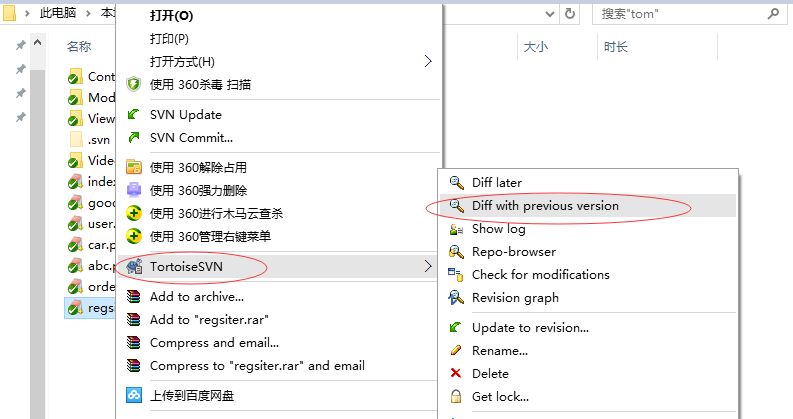 此电脑
搜索"tom"
名称
大小
时长
Cont
Mod
View
.svn
Video
index
good
user.
car.p
abc.p
orde
regsi
打开(O)
打印(P)
打开方式(H)
使用 360杀毒 扫描
SVN Update
SVN Commit...
使用 360解除占用
使用 360强力删除
使用 360进行木马云查杀
使用 360管理右键菜单
TortoiseSVN
Add to archive...
Add to "regsiter.rar"
Compress and email...
Compress to "regsiter.rar" and email
上传到百度网盘
Diff later
Diff with previous version
Show log
Repo-browser
Check for modifications
Revision graph
Update to revision...
Rename...
Delete
Get lock...